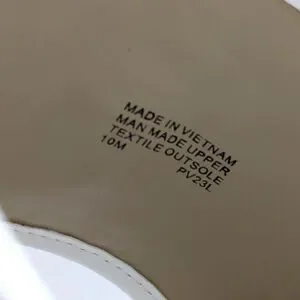 MADE IN VIETNAM
MAN MADE UPPER
TEXTILE OUTSOLE
10M PV23L